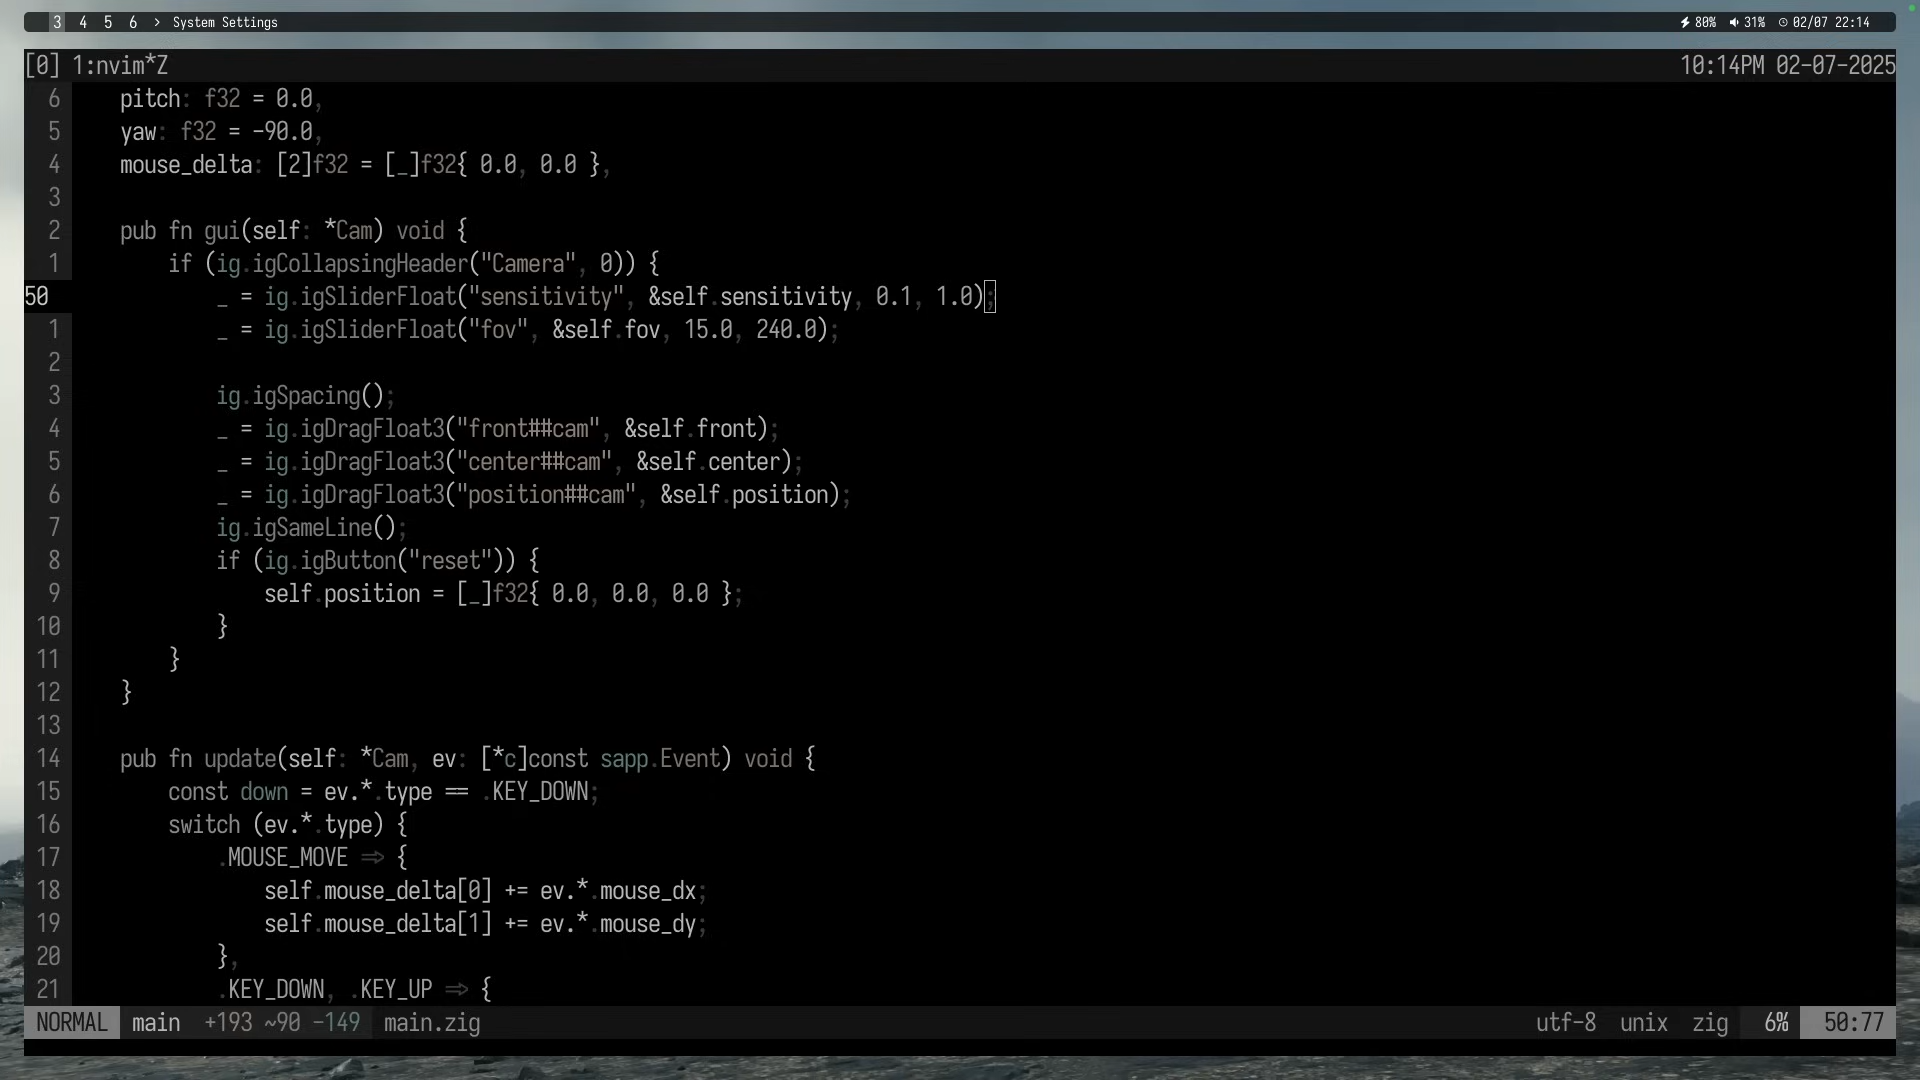 3 4 5 6 > System Settings 80% 31% 02/07 22:14
[0] 1:nvim*Z 10:14PM 02-07-2025
6 pitch: f32 = 0.0,
5 yaw: f32 = -90.0,
4 mouse_delta: [2]f32 = [_]f32{ 0.0, 0.0 },
3
2 pub fn gui(self: *Cam) void {
1 if (ig.igCollapsingHeader("Camera", 0)) {
50 _ = ig.igSliderFloat("sensitivity", &self.sensitivity, 0.1, 1.0);
1 _ = ig.igSliderFloat("fov", &self.fov, 15.0, 240.0);
2
3 ig.igSpacing();
4 _ = ig.igDragFloat3("front##cam", &self.front);
5 _ = ig.igDragFloat3("center##cam", &self.center);
6 _ = ig.igDragFloat3("position##cam", &self.position);
7 ig.igSameLine();
8 if (ig.igButton("reset")) {
9 self.position = [_]f32{ 0.0, 0.0, 0.0 };
10 }
11 }
12 }
13
14 pub fn update(self: *Cam, ev: [*c]const sapp.Event) void {
15 const down = ev.*.type == .KEY_DOWN;
16 switch (ev.*.type) {
17 .MOUSE_MOVE => {
18 self.mouse_delta[0] += ev.*.mouse_dx;
19 self.mouse_delta[1] += ev.*.mouse_dy;
20 },
21 .KEY_DOWN, .KEY_UP => {
NORMAL main +193 ~90 -149 main.zig utf-8 unix zig 6% 50:77